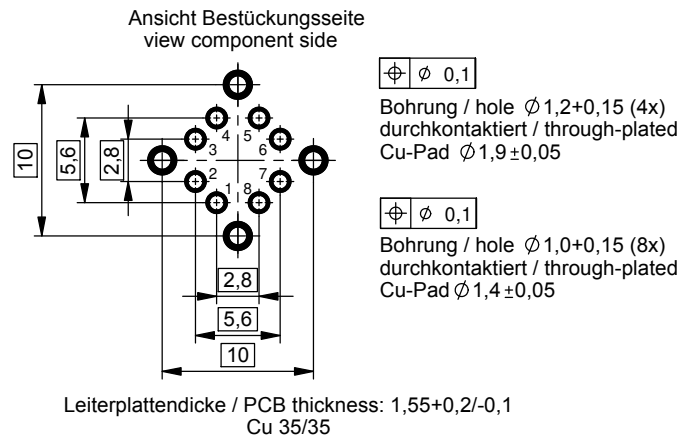 Ansicht Bestückungsseite
view component side
⌖ ϕ 0,1
Bohrung / hole ∅1,2+0,15 (4x)
durchkontaktiert / through-plated
Cu-Pad ∅1,9±0,05
⌖ ϕ 0,1
Bohrung / hole ∅1,0+0,15 (8x)
durchkontaktiert / through-plated
Cu-Pad ∅1,4±0,05
10
5,6
2,8
4 5
3 6
2 7
1 8
2,8
5,6
10
Leiterplattendicke / PCB thickness: 1,55+0,2/-0,1
Cu 35/35